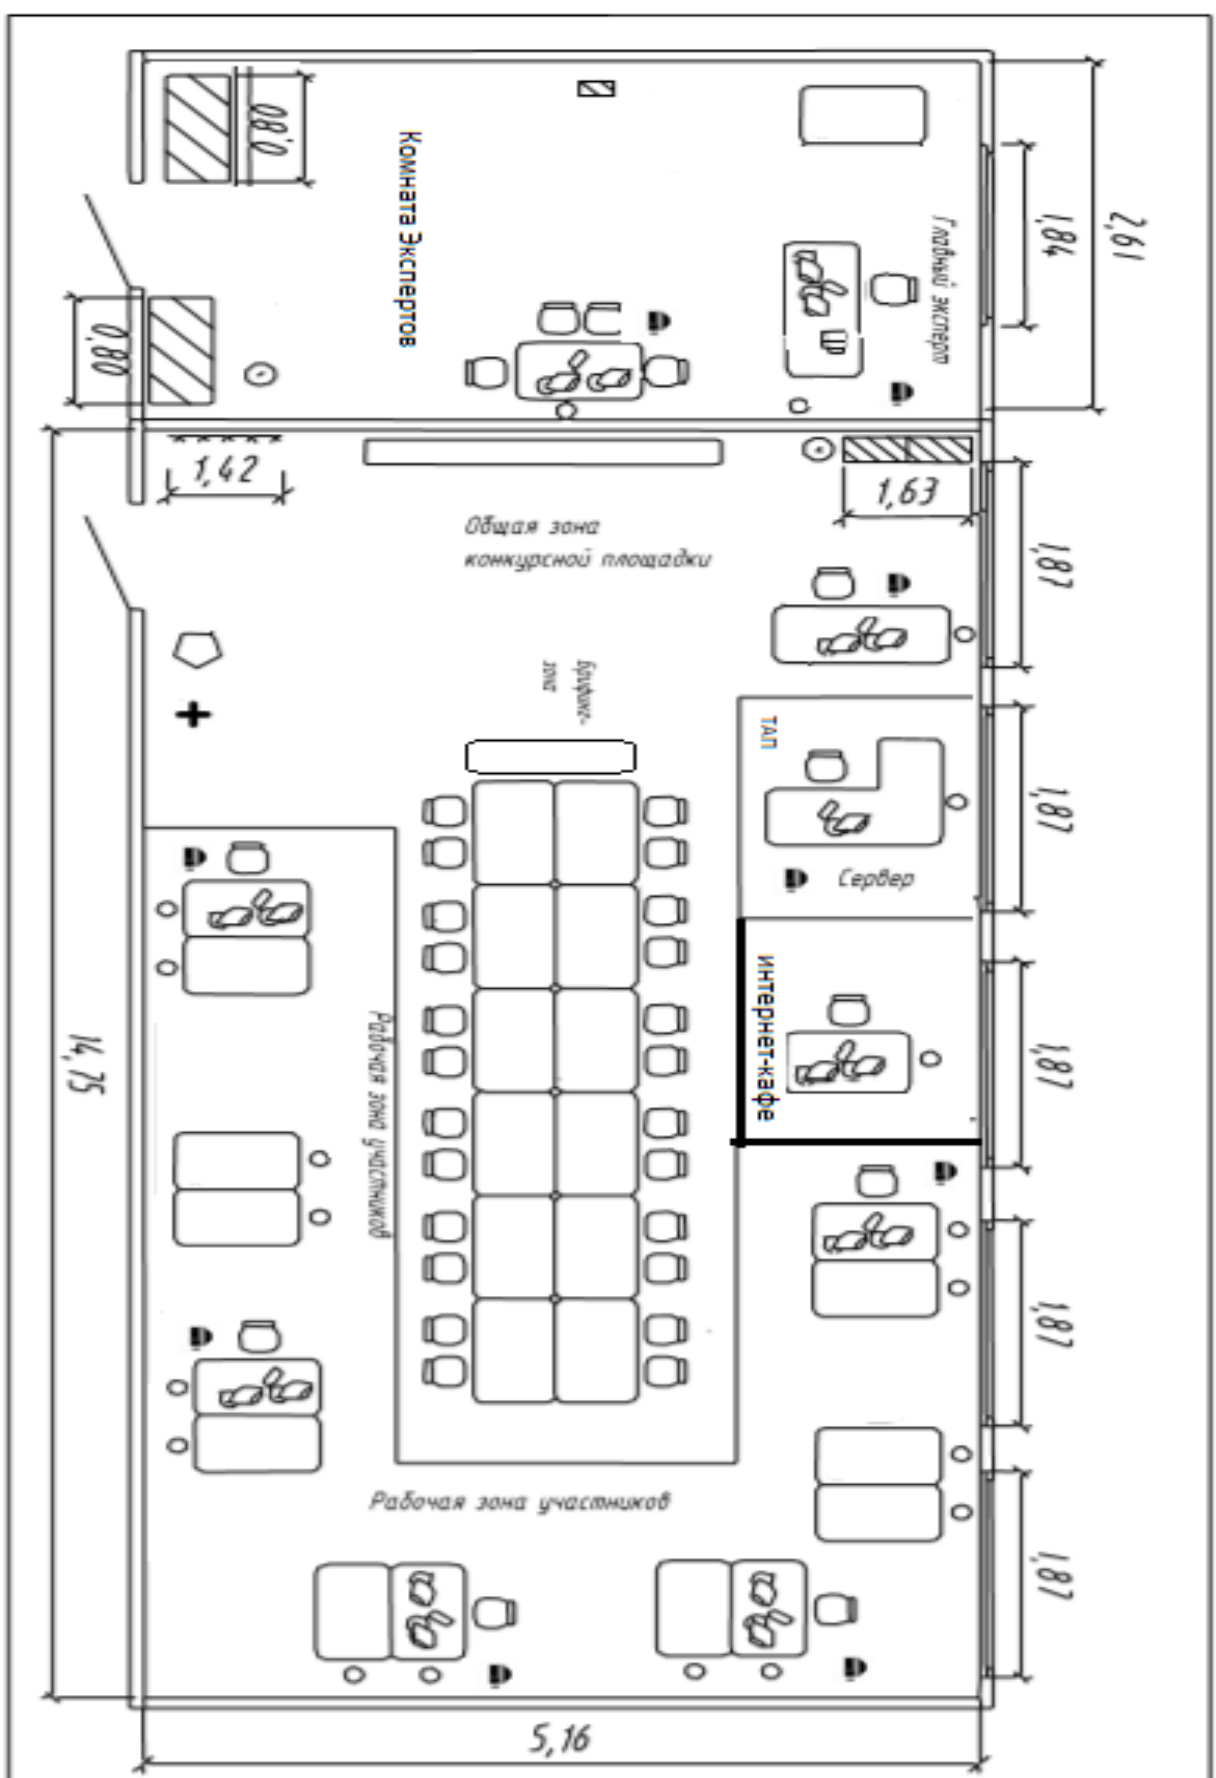 0,80
Комната Экспертов
2,61
1,84
Главный эксперт
0,80
1,42
1,63
Общая зона
конкурсной площадки
1,87
брифинг-
зона
ТАП
1,87
Сервер
интернет-кафе
1,87
Рабочая зона участников
14,75
1,87
Рабочая зона участников
1,87
5,16